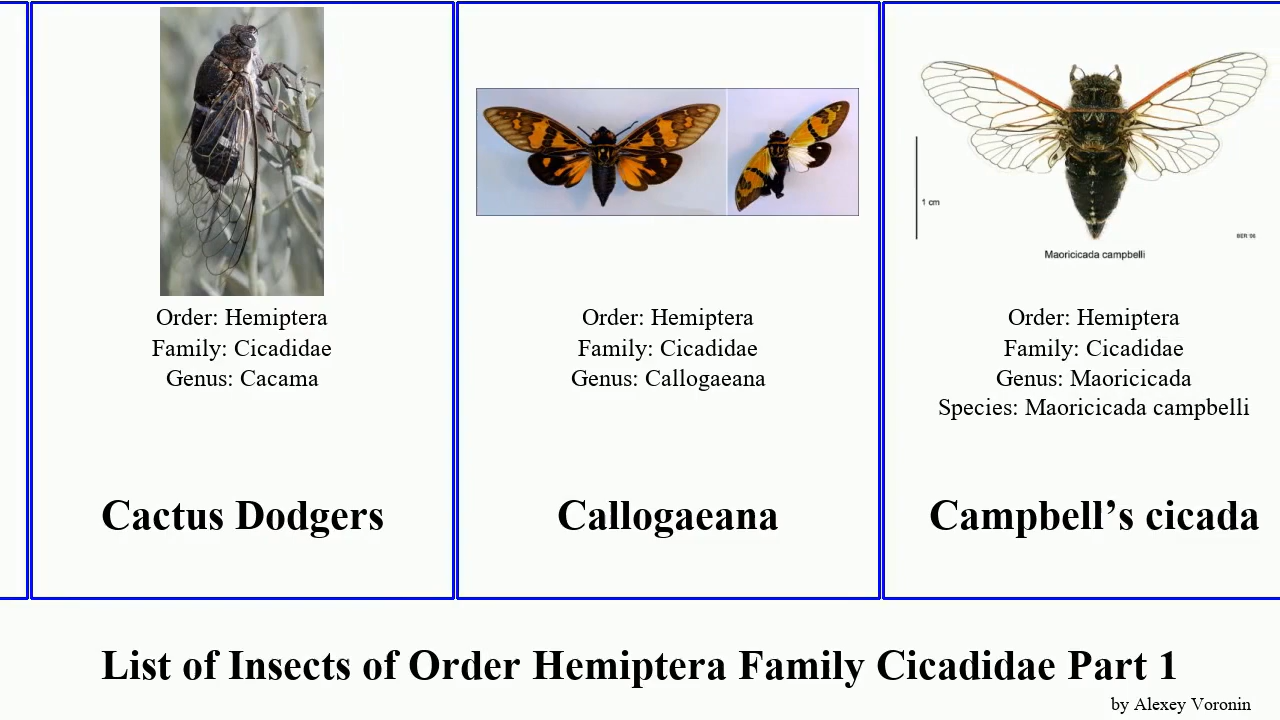 Order: Hemiptera
Family: Cicadidae
Genus: Cacama
Cactus Dodgers
Order: Hemiptera
Family: Cicadidae
Genus: Callogaeana
Callogaeana
1 cm
BER '06
Maoricicada campbelli
Order: Hemiptera
Family: Cicadidae
Genus: Maoricicada
Species: Maoricicada campbelli
Campbell’s cicada
List of Insects of Order Hemiptera Family Cicadidae Part 1
by Alexey Voronin